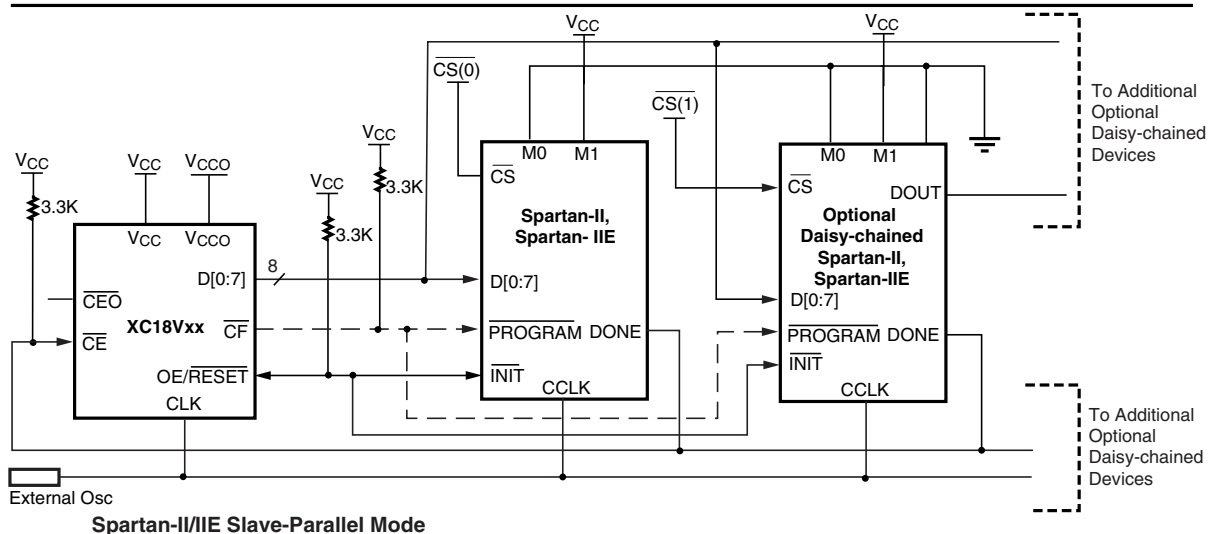 VCC
VCC
CS(0)
CS(1)
To Additional
Optional
Daisy-chained
Devices
VCC
VCC
VCC
VCCO
VCC
3.3K
3.3K
3.3K
M0
M1
CS
Spartan-II,
Spartan- IIE
D[0:7]
PROGRAM
DONE
INIT
CCLK
M0
M1
CS
DOUT
Optional
Daisy-chained
Spartan-II,
Spartan-IIE
D[0:7]
PROGRAM
DONE
INIT
CCLK
VCC
VCCO
D[0:7]
8
CEO
XC18Vxx
CF
CE
OE/RESET
CLK
To Additional
Optional
Daisy-chained
Devices
External Osc
Spartan-II/IIE Slave-Parallel Mode